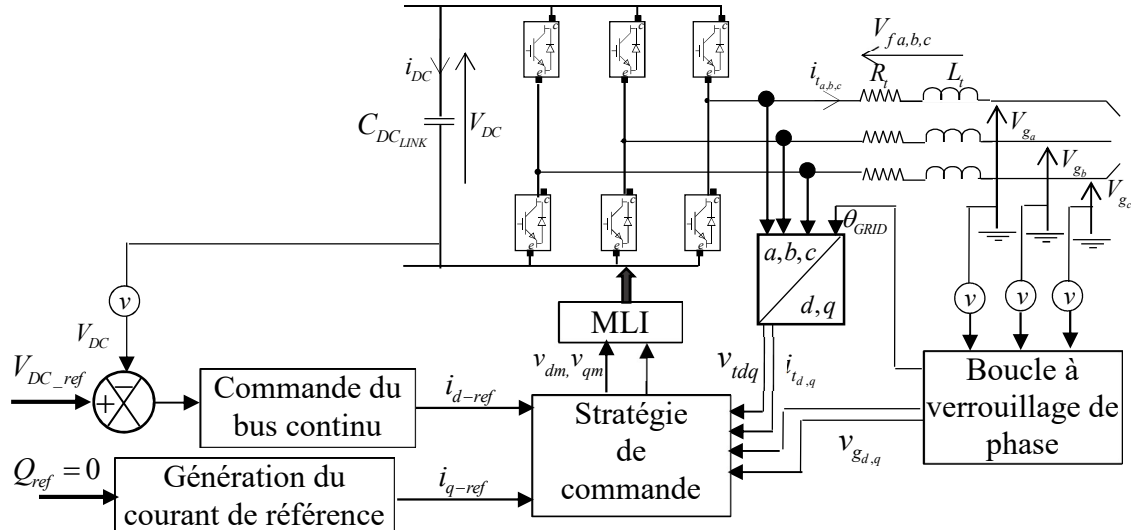 c
c
c
e
e
e
i_{DC}
V_{DC}
C_{DC_{LINK}}
V_{fa,b,c}
i_{t_{a,b,c}}
R_t
L_t
V_{g_a}
V_{g_b}
V_{g_c}
c
c
c
e
e
e
θ_{GRID}
a,b,c
d,q
v
v
v
v
MLI
V_{DC}
V_{DC_ref}
−
+
v_{dm}, v_{qm}
v_{tdq}
i_{t_{d,q}}
Commande du
bus continu
i_{d-ref}
Stratégie
de
commande
Boucle à
verrouillage de
phase
v_{g_{d,q}}
Q_{ref} = 0
Génération du
courant de référence
i_{q-ref}